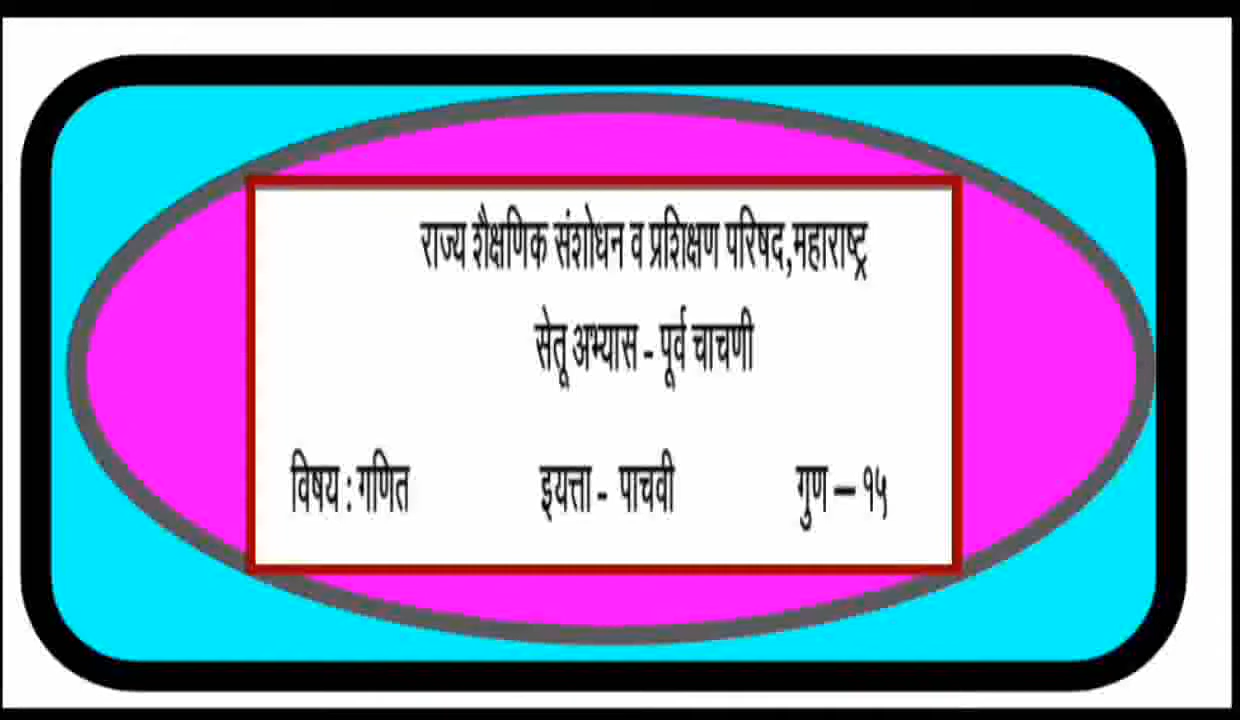 राज्य शैक्षणिक संशोधन व प्रशिक्षण परिषद,महाराष्ट्र
सेतू अभ्यास - पूर्व चाचणी
विषय : गणित इयत्ता - पाचवी गुण – १५